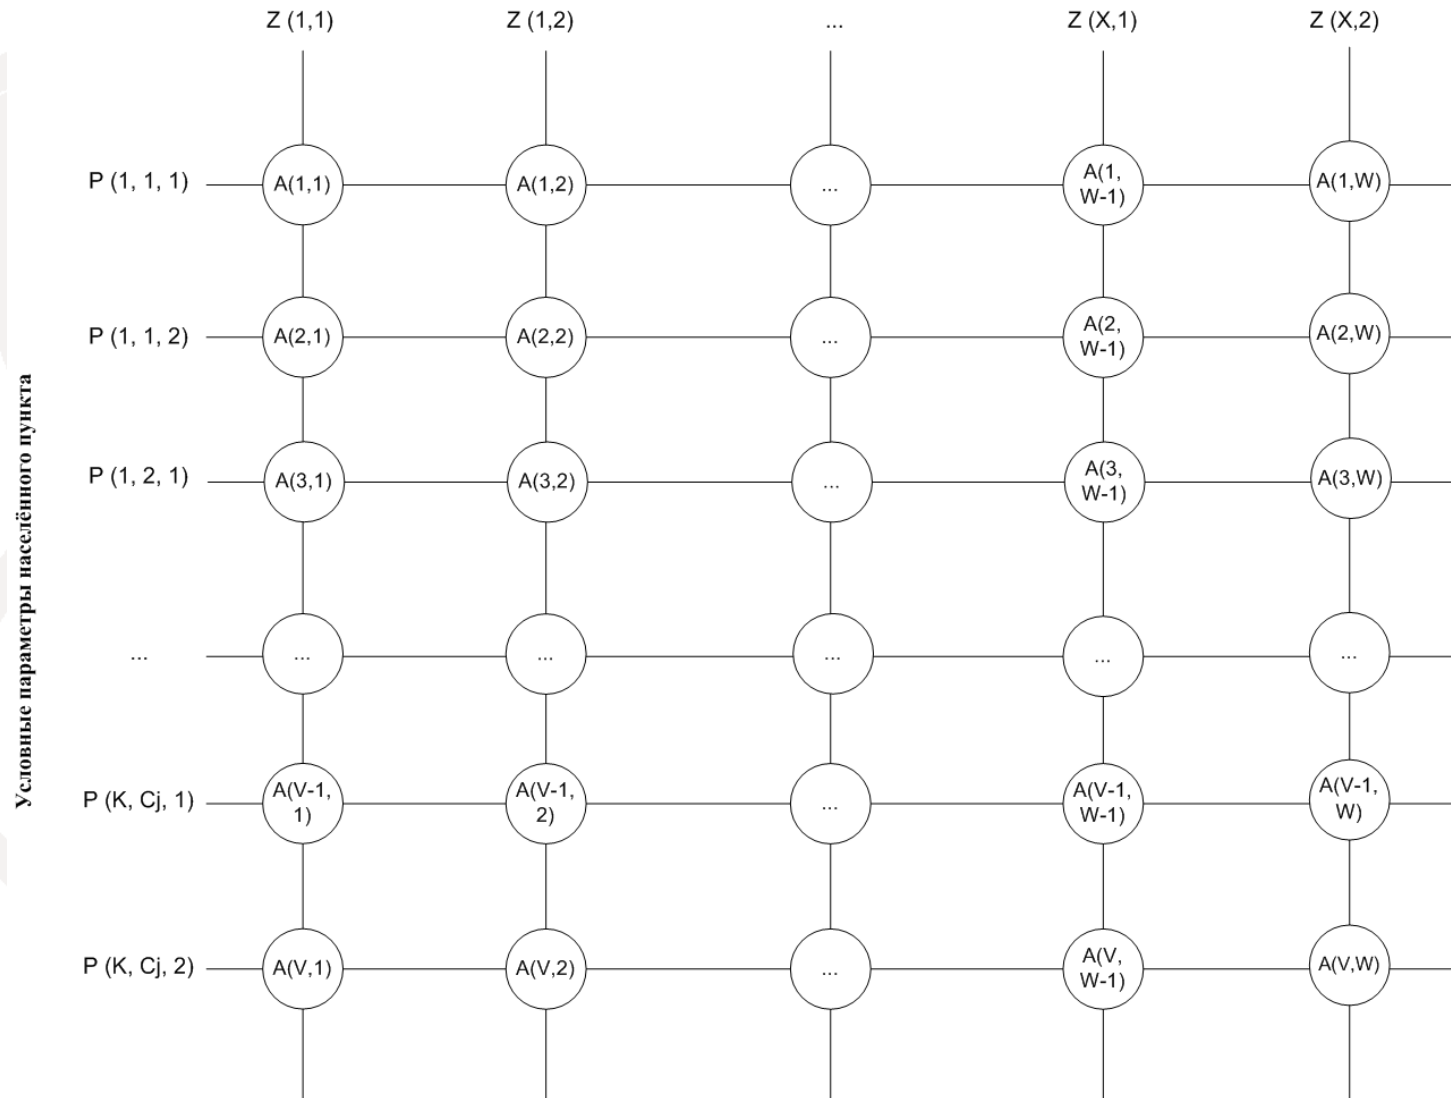 Z (1,1)
Z (1,2)
...
Z (X,1)
Z (X,2)
Условные параметры населённого пункта
P (1, 1, 1)
A(1,1)
A(1,2)
...
A(1,
W-1)
A(1,W)
P (1, 1, 2)
A(2,1)
A(2,2)
...
A(2,
W-1)
A(2,W)
P (1, 2, 1)
A(3,1)
A(3,2)
...
A(3,
W-1)
A(3,W)
...
...
...
...
...
...
P (K, Cj, 1)
A(V-1,
1)
A(V-1,
2)
...
A(V-1,
W-1)
A(V-1,
W)
P (K, Cj, 2)
A(V,1)
A(V,2)
...
A(V,
W-1)
A(V,W)